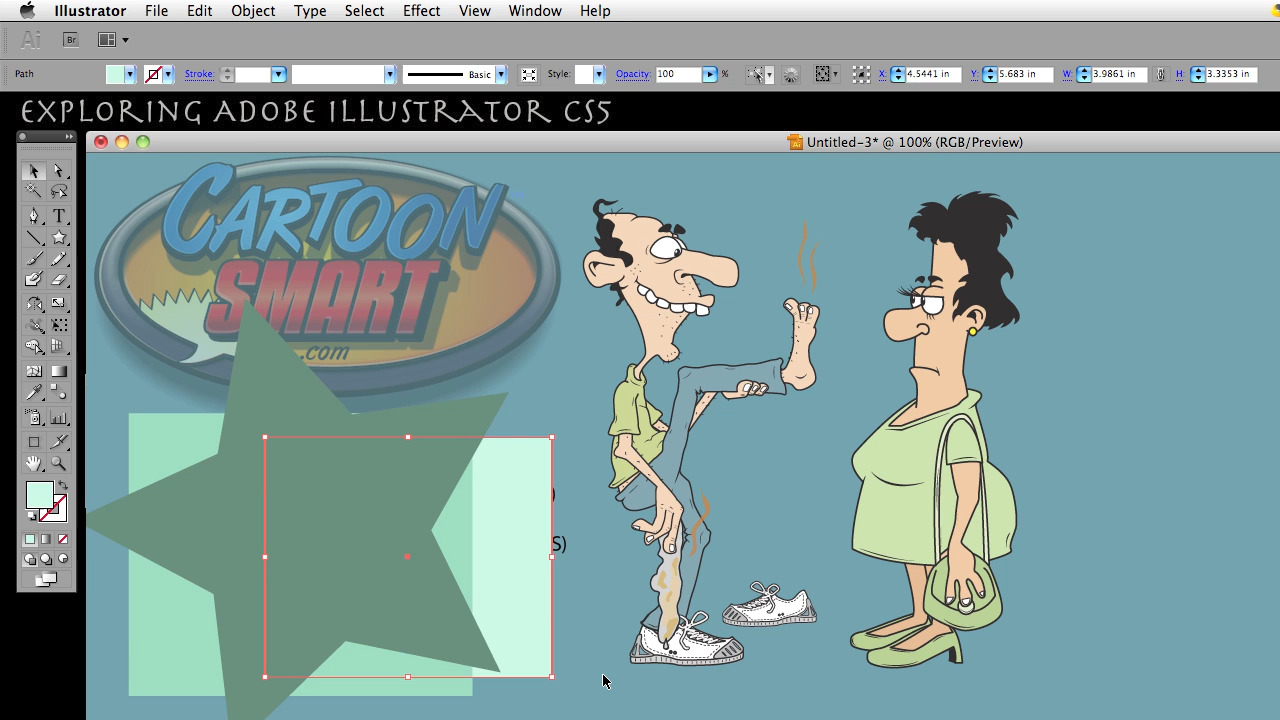 Illustrator File Edit Object Type Select Effect View Window Help
Ai Br
Path Stroke: Basic Style: Opacity: 100 % X: 4.5441 in Y: 5.683 in W: 3.9861 in H: 3.3353 in
EXPLORING ADOBE ILLUSTRATOR CS5
Untitled-3* @ 100% (RGB/Preview)
CARTOON
SMART
.com
)
S)